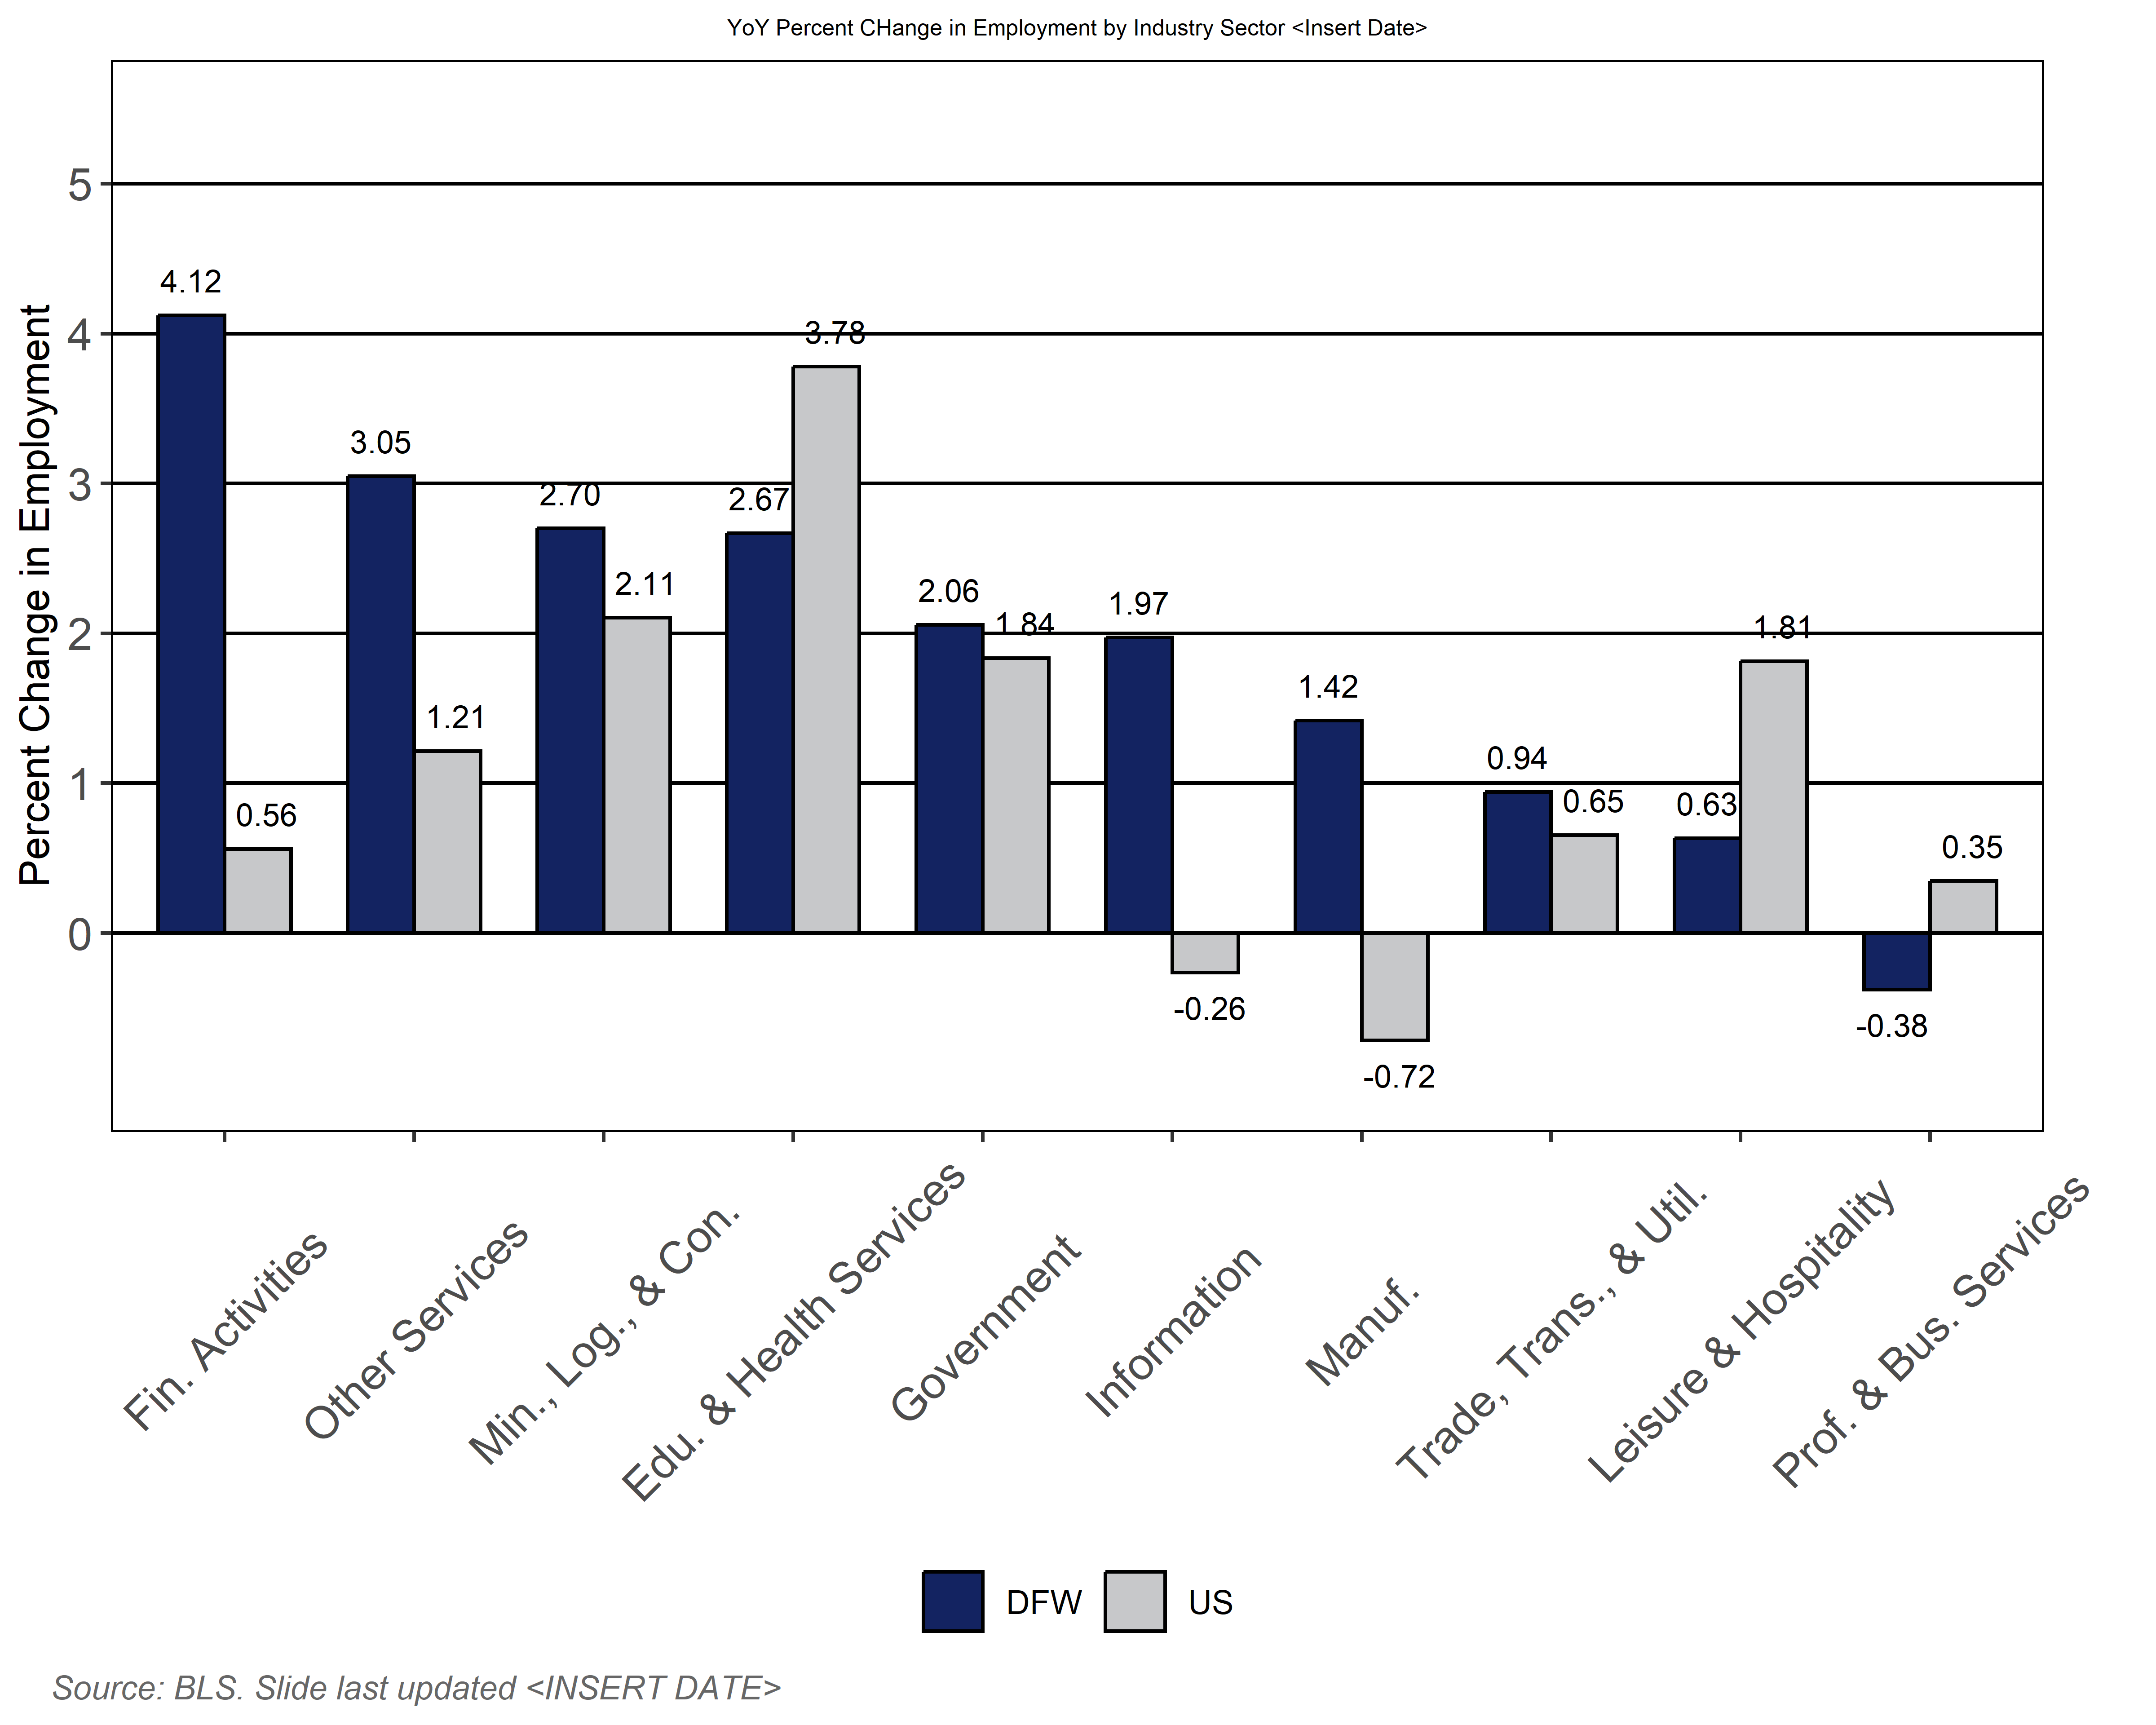 YoY Percent CHange in Employment by Industry Sector <Insert Date>
Percent Change in Employment
5
4
3
2
1
0
4.12
0.56
3.05
1.21
2.70
2.11
2.67
3.78
2.06
1.84
1.97
-0.26
1.42
-0.72
0.94
0.65
0.63
1.81
-0.38
0.35
Fin. Activities
Other Services
Min., Log., & Con.
Edu. & Health Services
Government
Information
Manuf.
Trade, Trans., & Util.
Leisure & Hospitality
Prof. & Bus. Services
DFW
US
Source: BLS. Slide last updated <INSERT DATE>